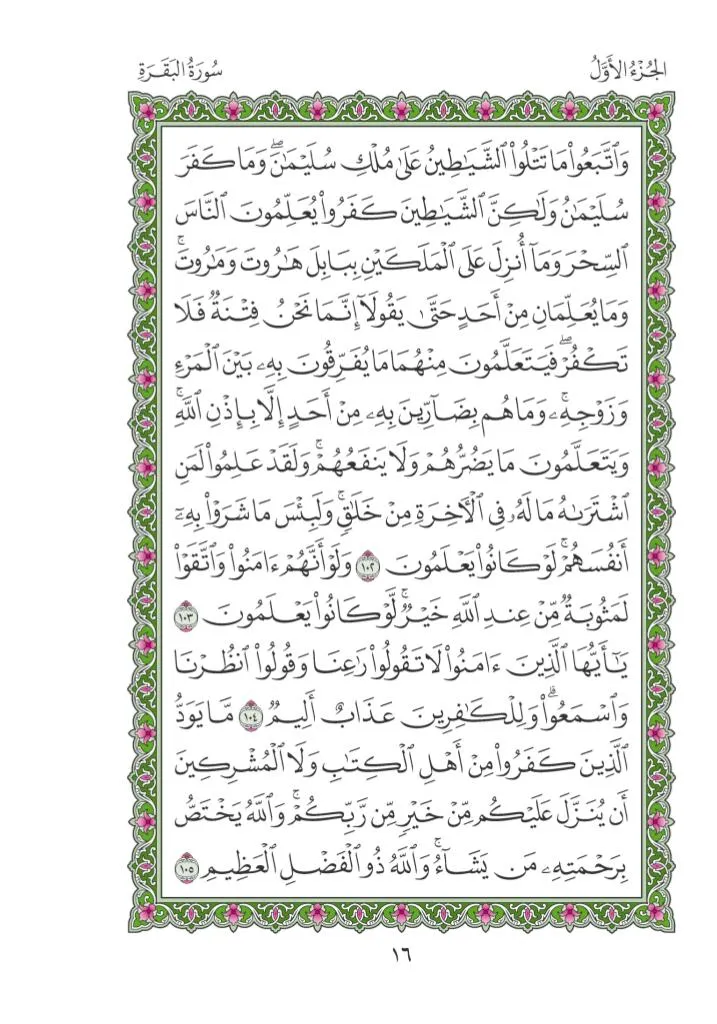 الجُزْءُ الأَوَّلُ
سُورَةُ البَقَرَةِ
وَٱتَّبَعُوا۟ مَا تَتْلُوا۟ ٱلشَّيَـٰطِينُ عَلَىٰ مُلْكِ سُلَيْمَـٰنَۖ وَمَا كَفَرَ
سُلَيْمَـٰنُ وَلَـٰكِنَّ ٱلشَّيَـٰطِينَ كَفَرُوا۟ يُعَلِّمُونَ ٱلنَّاسَ
ٱلسِّحْرَ وَمَآ أُنزِلَ عَلَى ٱلْمَلَكَيْنِ بِبَابِلَ هَـٰرُوتَ وَمَـٰرُوتَۚ
وَمَا يُعَلِّمَانِ مِنْ أَحَدٍ حَتَّىٰ يَقُولَآ إِنَّمَا نَحْنُ فِتْنَةٌ فَلَا
تَكْفُرْۖ فَيَتَعَلَّمُونَ مِنْهُمَا مَا يُفَرِّقُونَ بِهِۦ بَيْنَ ٱلْمَرْءِ
وَزَوْجِهِۦۚ وَمَا هُم بِضَآرِّينَ بِهِۦ مِنْ أَحَدٍ إِلَّا بِإِذْنِ ٱللَّهِۚ
وَيَتَعَلَّمُونَ مَا يَضُرُّهُمْ وَلَا يَنفَعُهُمْۚ وَلَقَدْ عَلِمُوا۟ لَمَنِ
ٱشْتَرَىٰهُ مَا لَهُۥ فِى ٱلْـَٔاخِرَةِ مِنْ خَلَـٰقٍۚ وَلَبِئْسَ مَا شَرَوْا۟ بِهِۦٓ
أَنفُسَهُمْۚ لَوْ كَانُوا۟ يَعْلَمُونَ ١٠٢ وَلَوْ أَنَّهُمْ ءَامَنُوا۟ وَٱتَّقَوْا۟
لَمَثُوبَةٌ مِّنْ عِندِ ٱللَّهِ خَيْرٌۚ لَّوْ كَانُوا۟ يَعْلَمُونَ ١٠٣
يَـٰٓأَيُّهَا ٱلَّذِينَ ءَامَنُوا۟ لَا تَقُولُوا۟ رَٰعِنَا وَقُولُوا۟ ٱنظُرْنَا
وَٱسْمَعُوا۟ۗ وَلِلْكَـٰفِرِينَ عَذَابٌ أَلِيمٌ ١٠٤ مَّا يَوَدُّ
ٱلَّذِينَ كَفَرُوا۟ مِنْ أَهْلِ ٱلْكِتَـٰبِ وَلَا ٱلْمُشْرِكِينَ
أَن يُنَزَّلَ عَلَيْكُم مِّنْ خَيْرٍ مِّن رَّبِّكُمْۗ وَٱللَّهُ يَخْتَصُّ
بِرَحْمَتِهِۦ مَن يَشَآءُۚ وَٱللَّهُ ذُو ٱلْفَضْلِ ٱلْعَظِيمِ ١٠٥
١٦